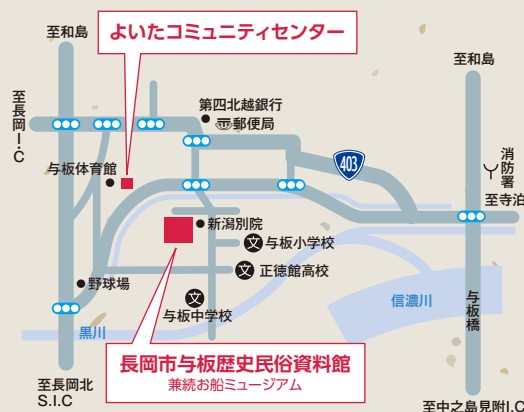 よいたコミュニティセンター
至和島
至和島
至長岡I.C
第四北越銀行
郵便局
403
消防署
与板体育館
至寺泊
新潟別院
文
与板小学校
文
正徳館高校
野球場
文
与板中学校
信濃川
与板橋
黒川
長岡市与板歴史民俗資料館
兼続お船ミュージアム
至長岡北
S.I.C
至中之島見附I.C